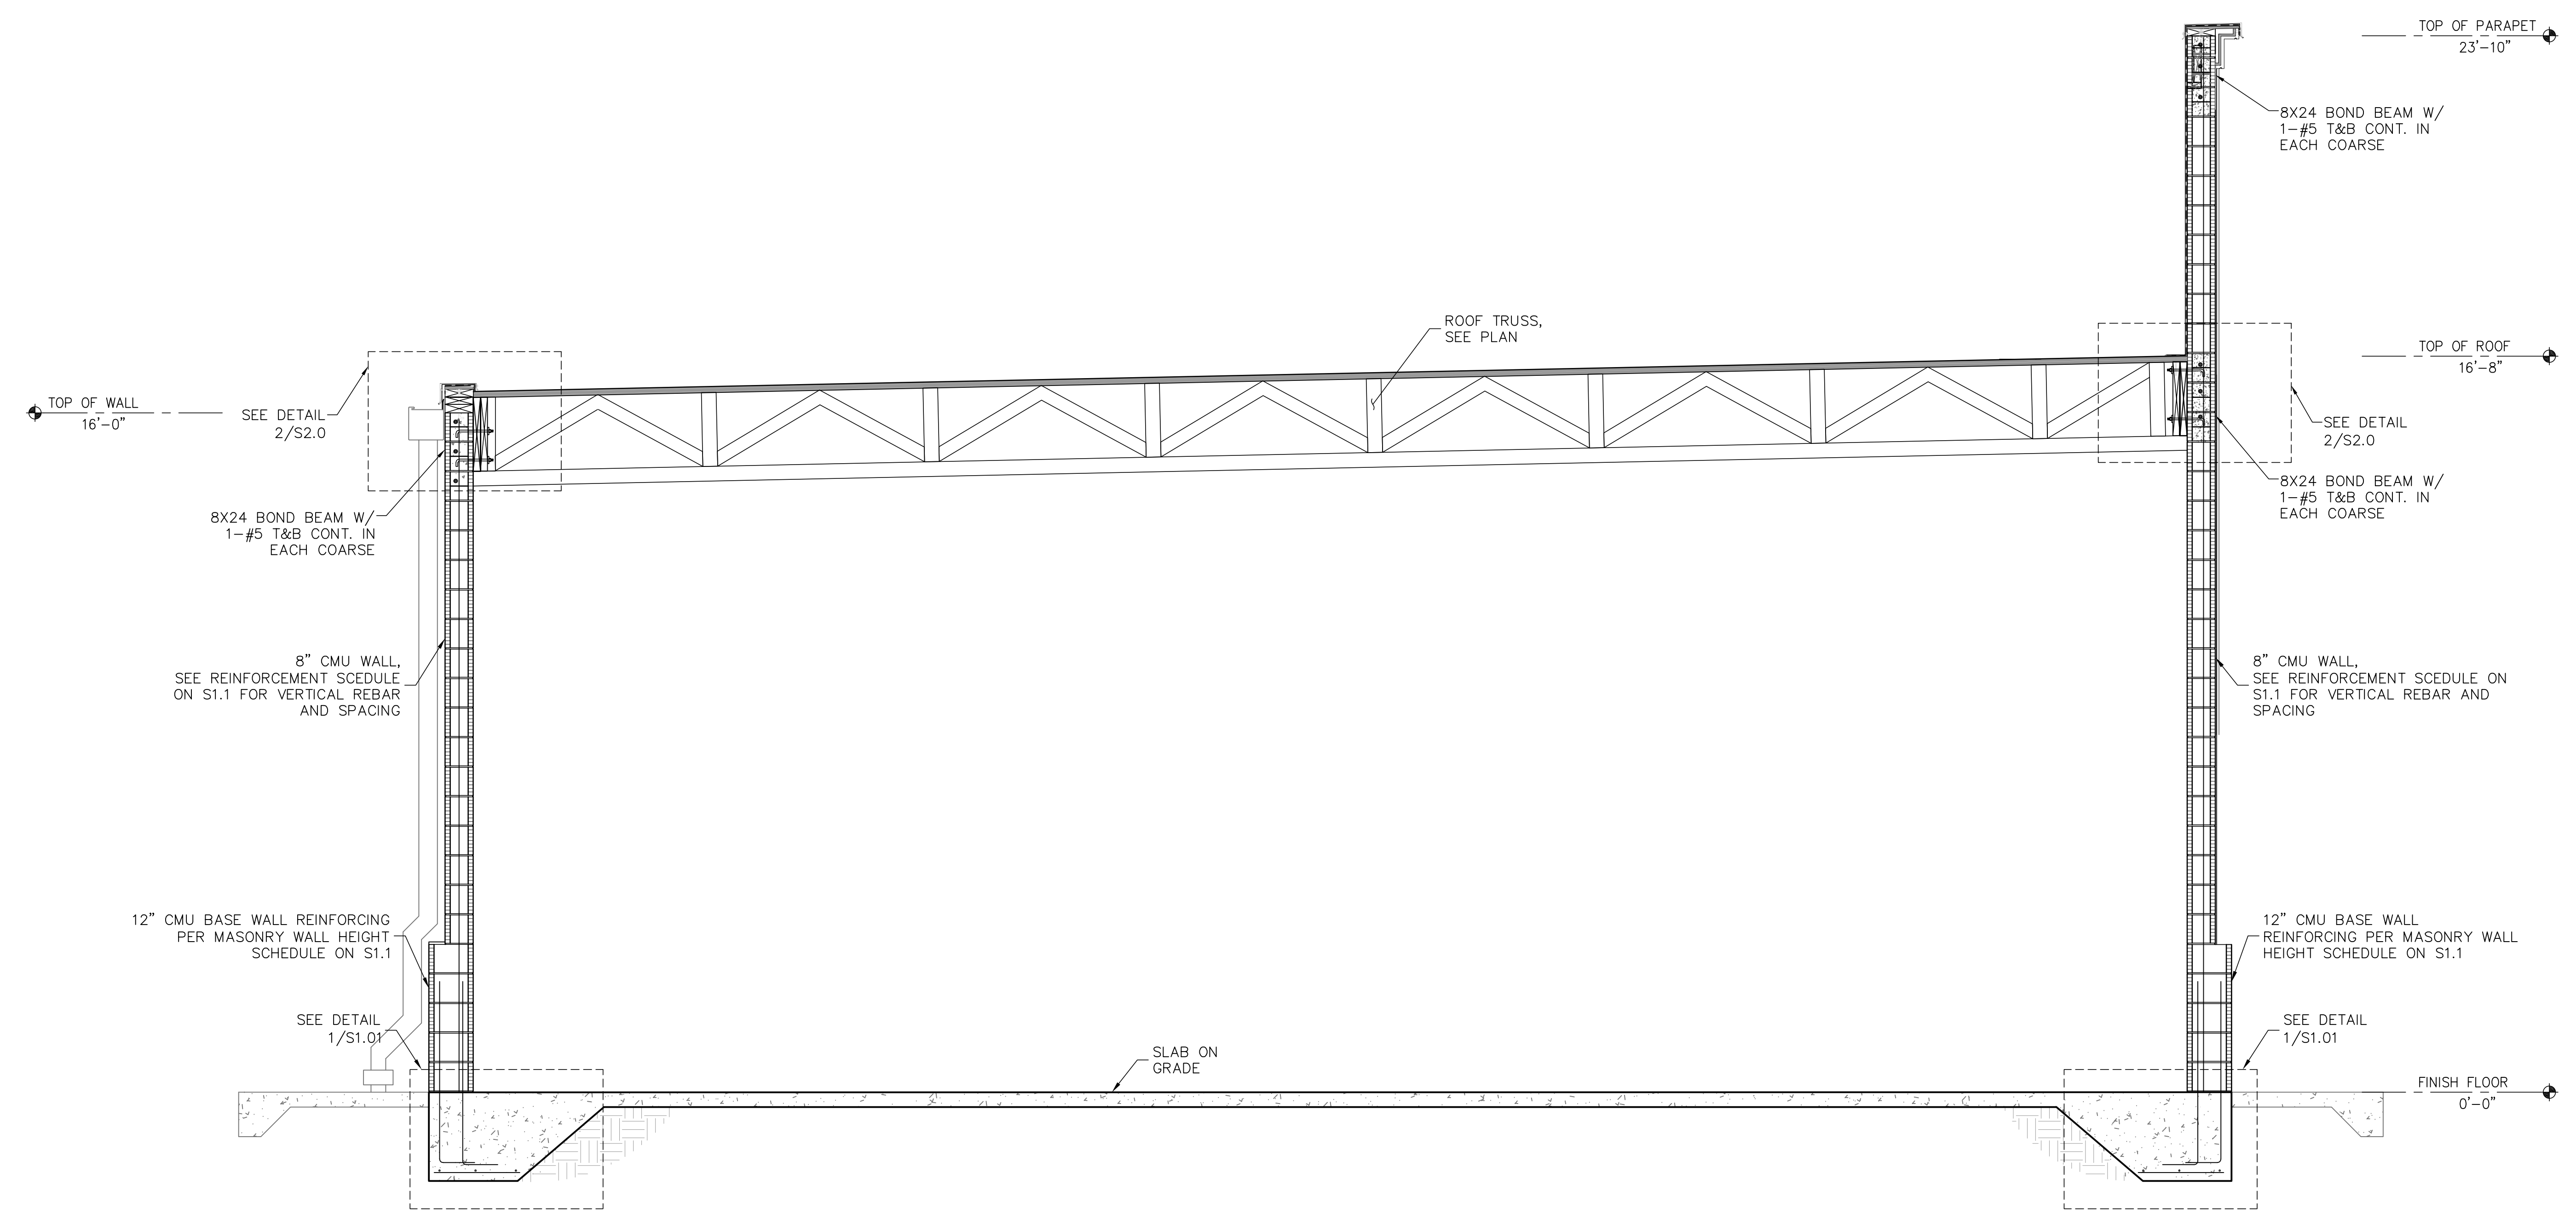 TOP OF PARAPET
23'-10"
8X24 BOND BEAM W/
1-#5 T&B CONT. IN
EACH COARSE
ROOF TRUSS,
SEE PLAN
TOP OF ROOF
16'-8"
TOP OF WALL
16'-0"
SEE DETAIL
2/S2.0
SEE DETAIL
2/S2.0
8X24 BOND BEAM W/
1-#5 T&B CONT. IN
EACH COARSE
8X24 BOND BEAM W/
1-#5 T&B CONT. IN
EACH COARSE
8" CMU WALL,
SEE REINFORCEMENT SCEDULE
ON S1.1 FOR VERTICAL REBAR
AND SPACING
8" CMU WALL,
SEE REINFORCEMENT SCEDULE ON
S1.1 FOR VERTICAL REBAR AND
SPACING
12" CMU BASE WALL REINFORCING
PER MASONRY WALL HEIGHT
SCHEDULE ON S1.1
12" CMU BASE WALL
REINFORCING PER MASONRY WALL
HEIGHT SCHEDULE ON S1.1
SEE DETAIL
1/S1.01
SLAB ON
GRADE
SEE DETAIL
1/S1.01
FINISH FLOOR
0'-0"